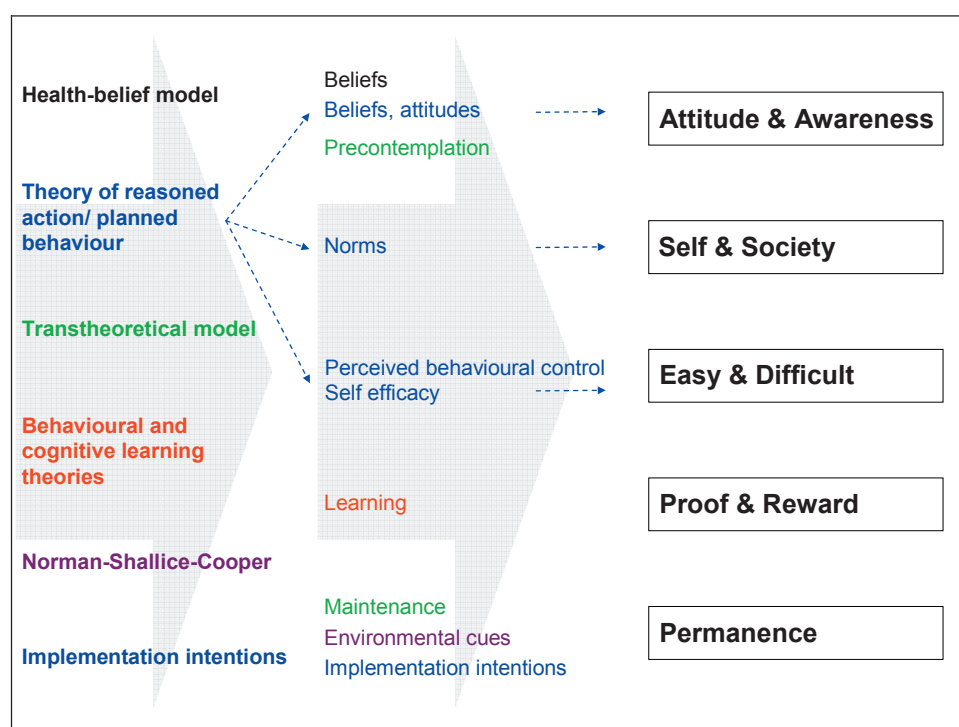 Health-belief model
Theory of reasoned
action/ planned
behaviour
Transtheoretical model
Behavioural and
cognitive learning
theories
Norman-Shallice-Cooper
Implementation intentions
Beliefs
Beliefs, attitudes
Precontemplation
Norms
Perceived behavioural control
Self efficacy
Learning
Maintenance
Environmental cues
Implementation intentions
Attitude & Awareness
Self & Society
Easy & Difficult
Proof & Reward
Permanence